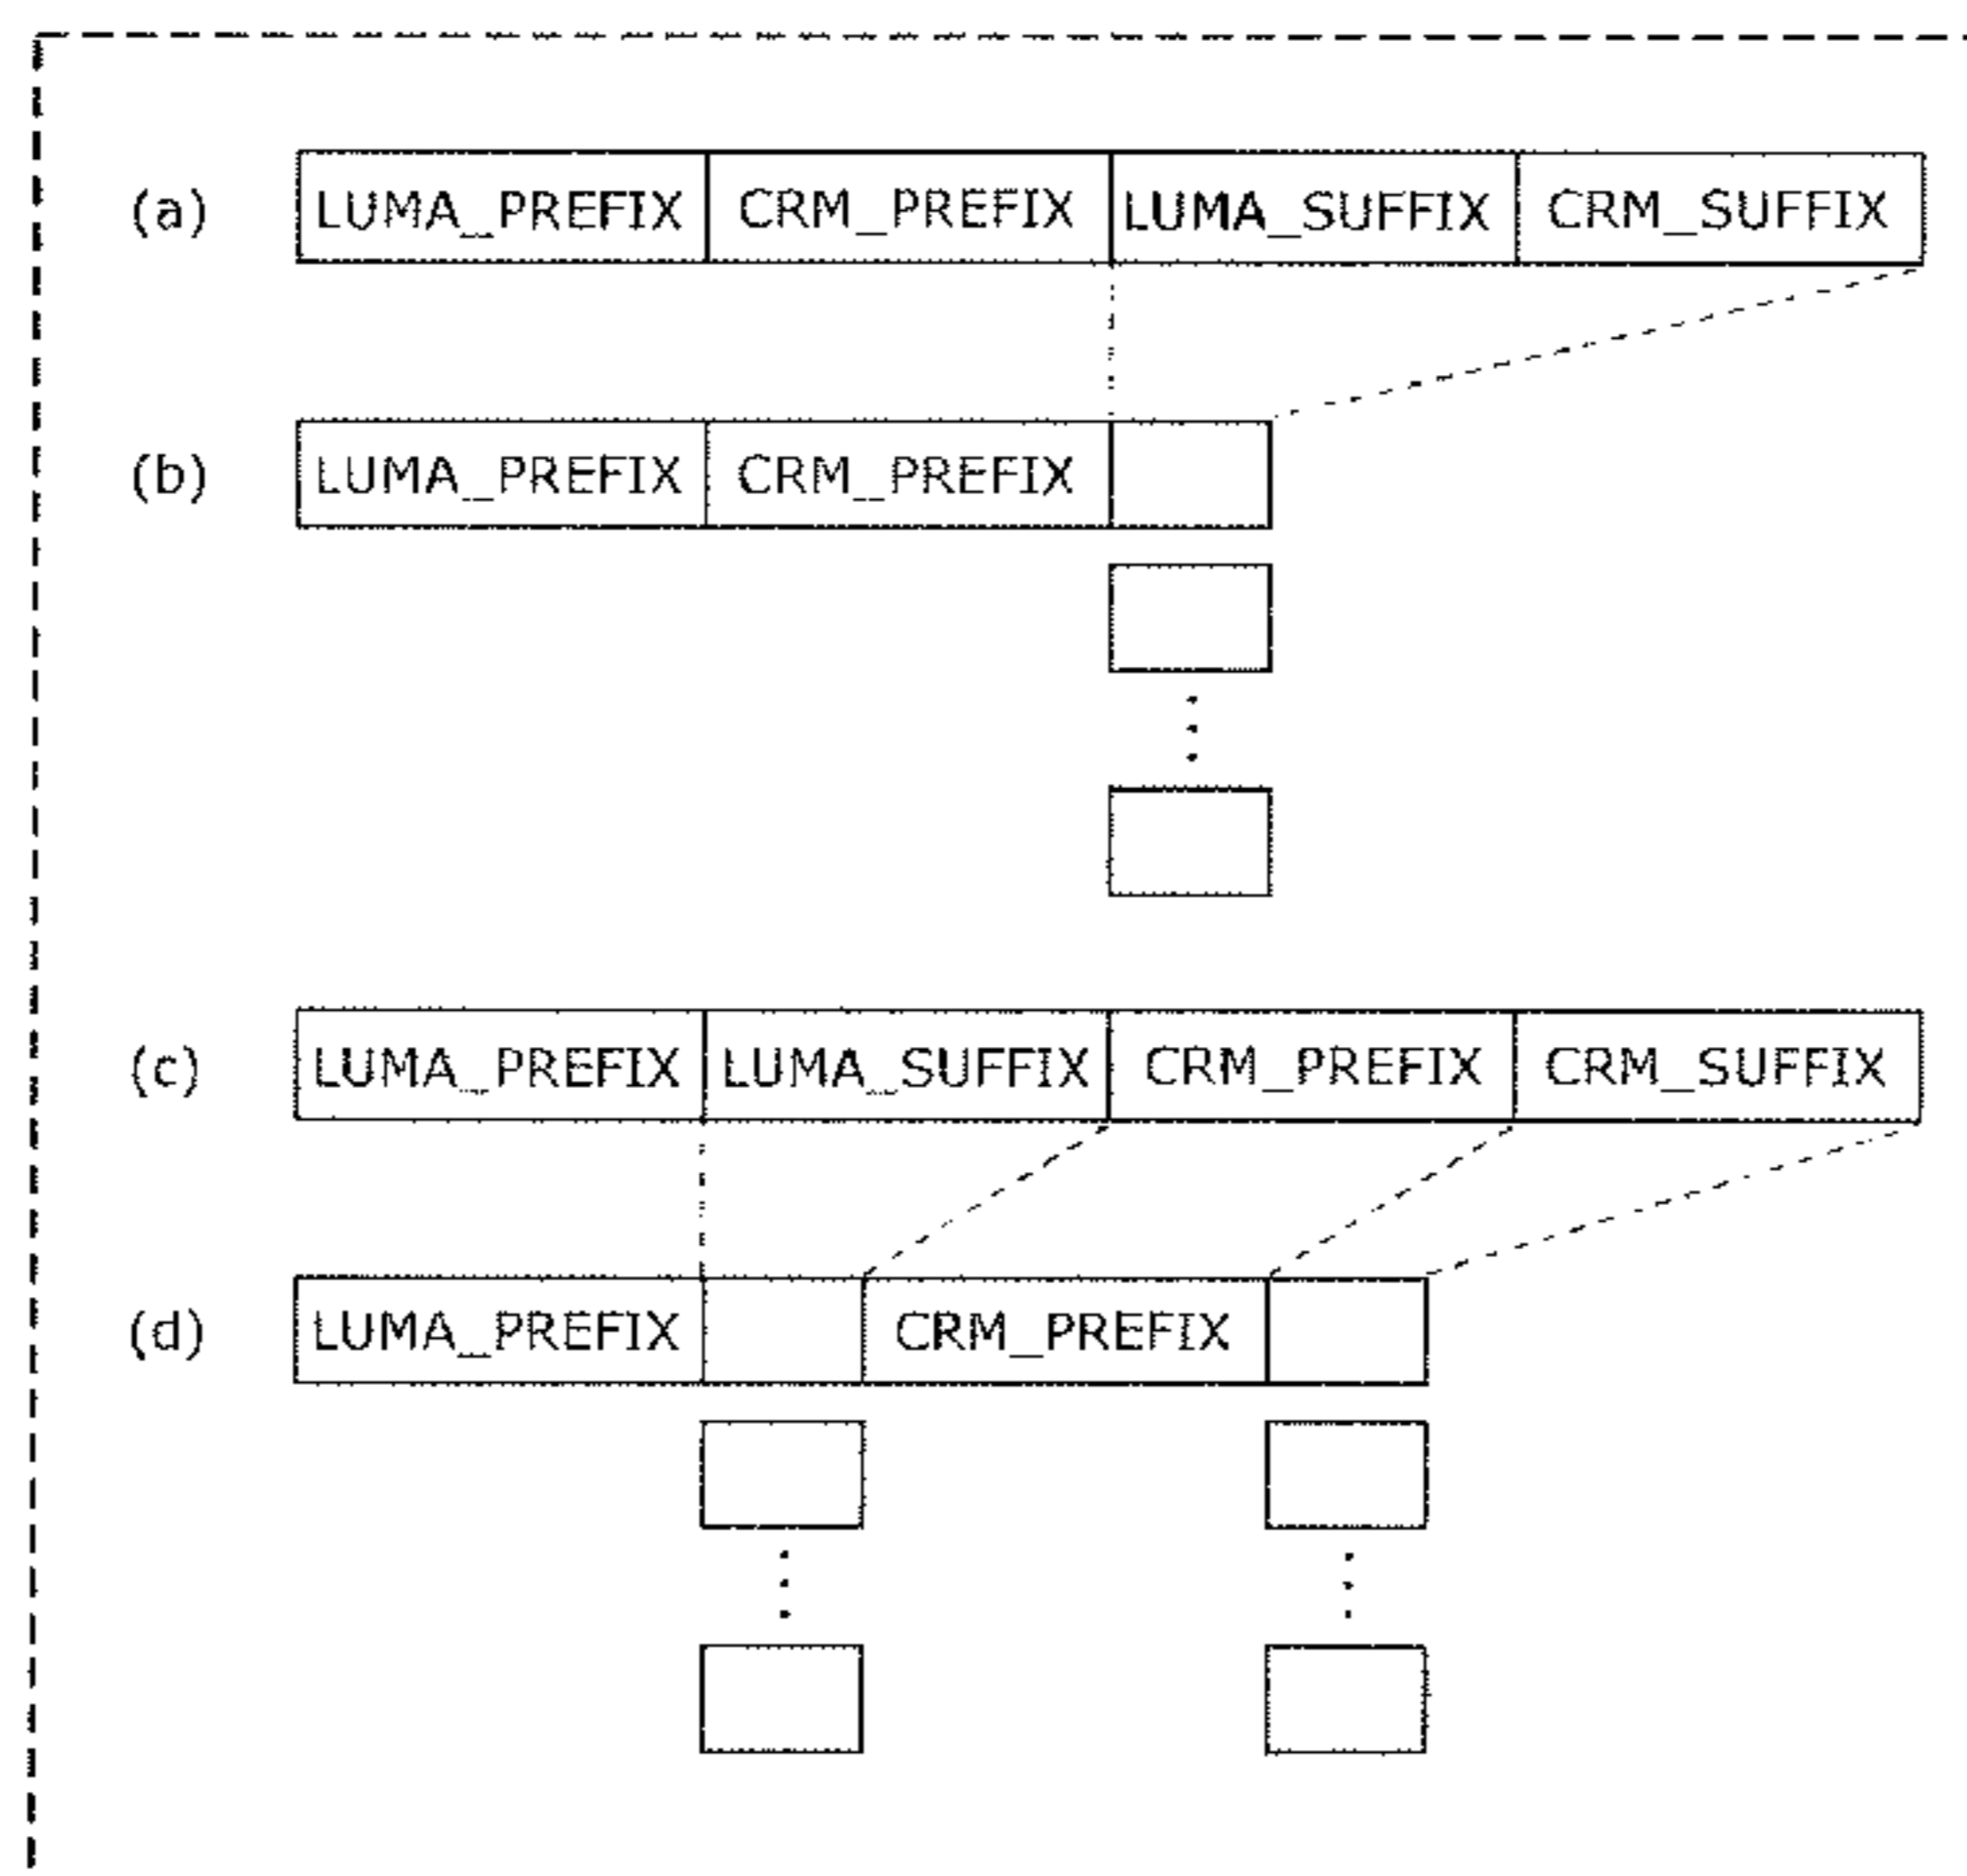 (a) LUMA_PREFIX CRM_PREFIX LUMA_SUFFIX CRM_SUFFIX
(b) LUMA_PREFIX CRM_PREFIX
(c) LUMA_PREFIX LUMA_SUFFIX CRM_PREFIX CRM_SUFFIX
(d) LUMA_PREFIX CRM_PREFIX